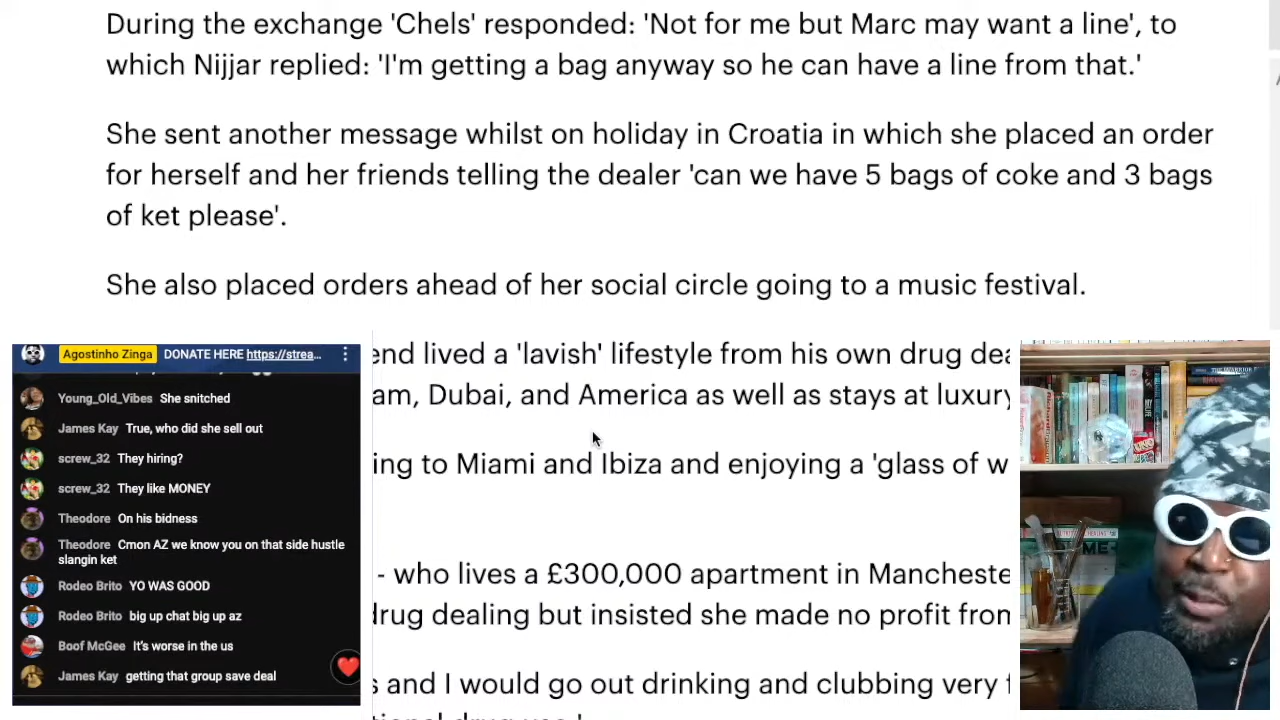 During the exchange 'Chels' responded: 'Not for me but Marc may want a line', to
which Nijjar replied: 'I'm getting a bag anyway so he can have a line from that.'
She sent another message whilst on holiday in Croatia in which she placed an order
for herself and her friends telling the dealer 'can we have 5 bags of coke and 3 bags
of ket please'.
She also placed orders ahead of her social circle going to a music festival.
end lived a 'lavish' lifestyle from his own drug dea
am, Dubai, and America as well as stays at luxury
ing to Miami and Ibiza and enjoying a 'glass of w
- who lives a £300,000 apartment in Mancheste
drug dealing but insisted she made no profit from
s and I would go out drinking and clubbing very f
Agostinho Zinga DONATE HERE https://strea...
Young_Old_Vibes She snitched
James Kay True, who did she sell out
screw_32 They hiring?
screw_32 They like MONEY
Theodore On his bidness
Theodore Cmon AZ we know you on that side hustle
slangin ket
Rodeo Brito YO WAS GOOD
Rodeo Brito big up chat big up az
Boof McGee It's worse in the us
James Kay getting that group save deal